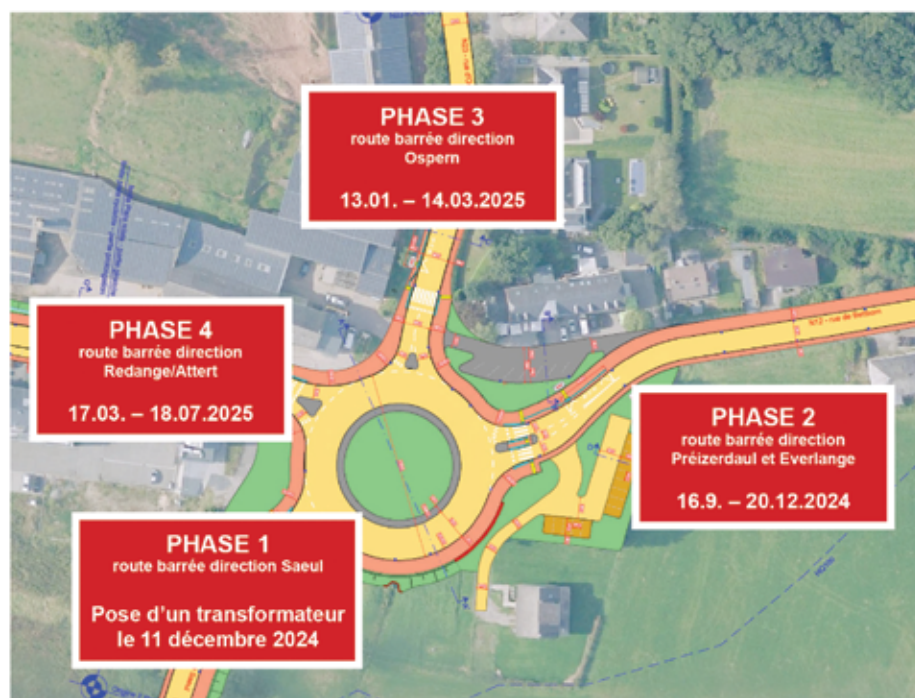 PHASE 3
route barrée direction
Ospern
13.01. – 14.03.2025
PHASE 4
route barrée direction
Redange/Attert
17.03. – 18.07.2025
PHASE 2
route barrée direction
Préizerdaul et Everlange
16.9. – 20.12.2024
PHASE 1
route barrée direction Saeul
Pose d'un transformateur
le 11 décembre 2024